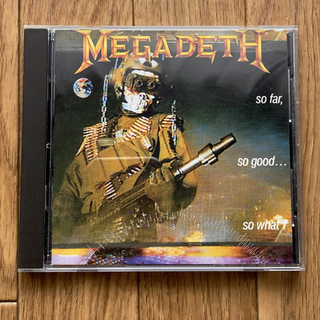 MEGADETH
so far,
so good...
so what!